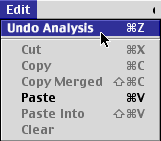 Edit
Undo Analysis ⌘Z
Cut ⌘X
Copy ⌘C
Copy Merged ⇧⌘C
Paste ⌘V
Paste Into ⇧⌘V
Clear